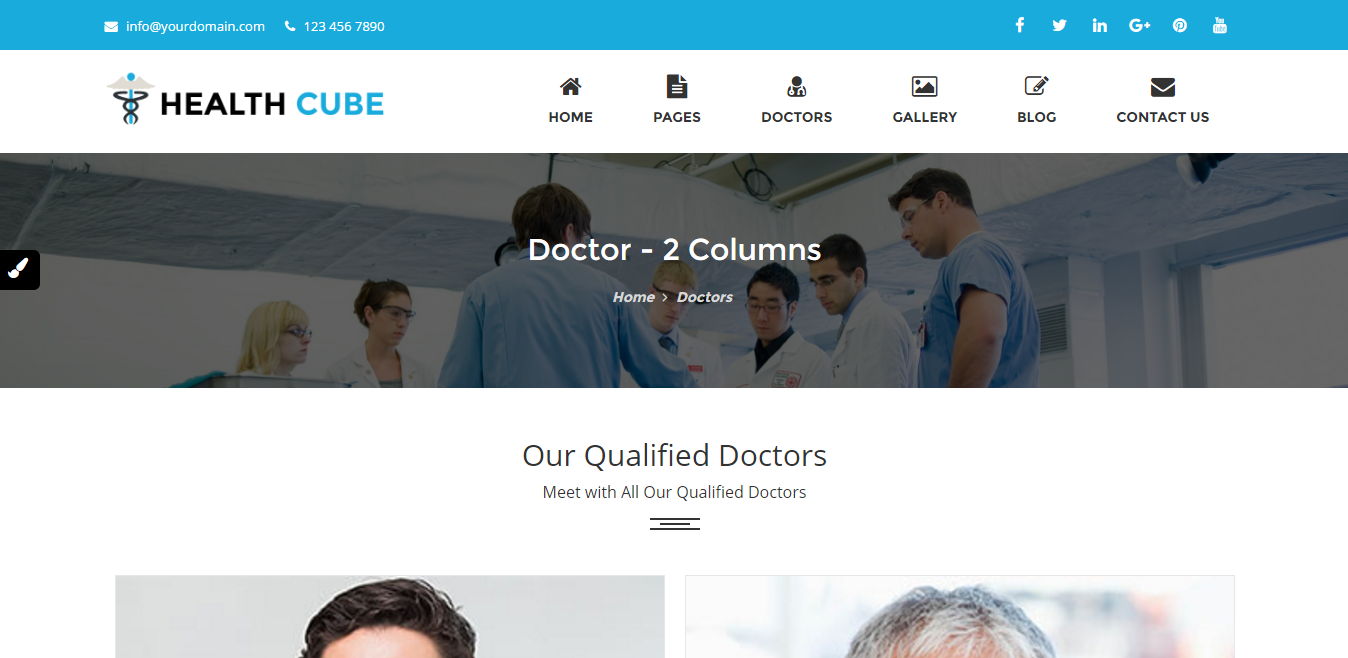 info@yourdomain.com 123 456 7890
HEALTH CUBE
HOME PAGES DOCTORS GALLERY BLOG CONTACT US
Doctor - 2 Columns
Home > Doctors
Our Qualified Doctors
Meet with All Our Qualified Doctors